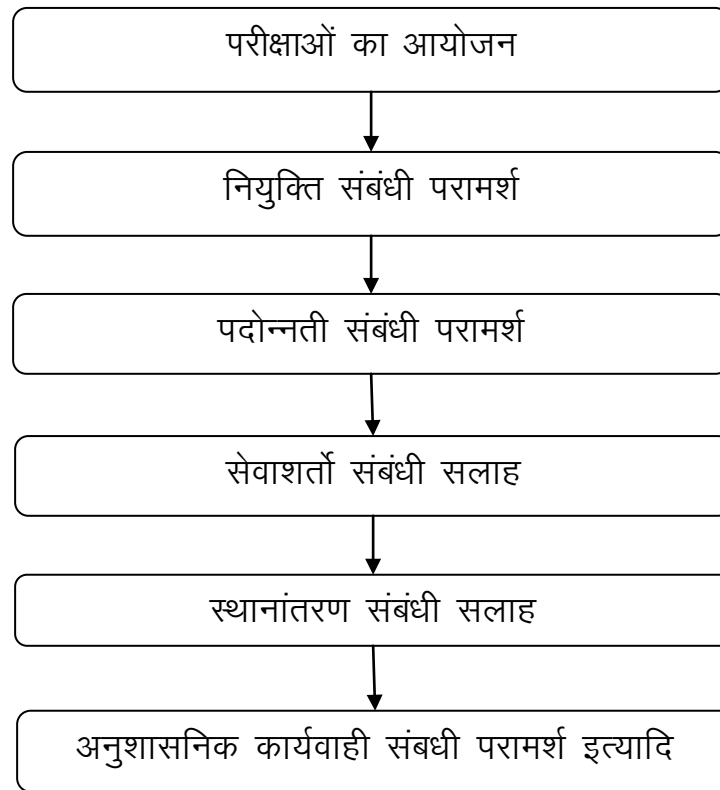 परीक्षाओं का आयोजन
नियुक्ति संबंधी परामर्श
पदोन्नती संबंधी परामर्श
सेवाशर्तो संबंधी सलाह
स्थानांतरण संबंधी सलाह
अनुशासनिक कार्यवाही संबधी परामर्श इत्यादि